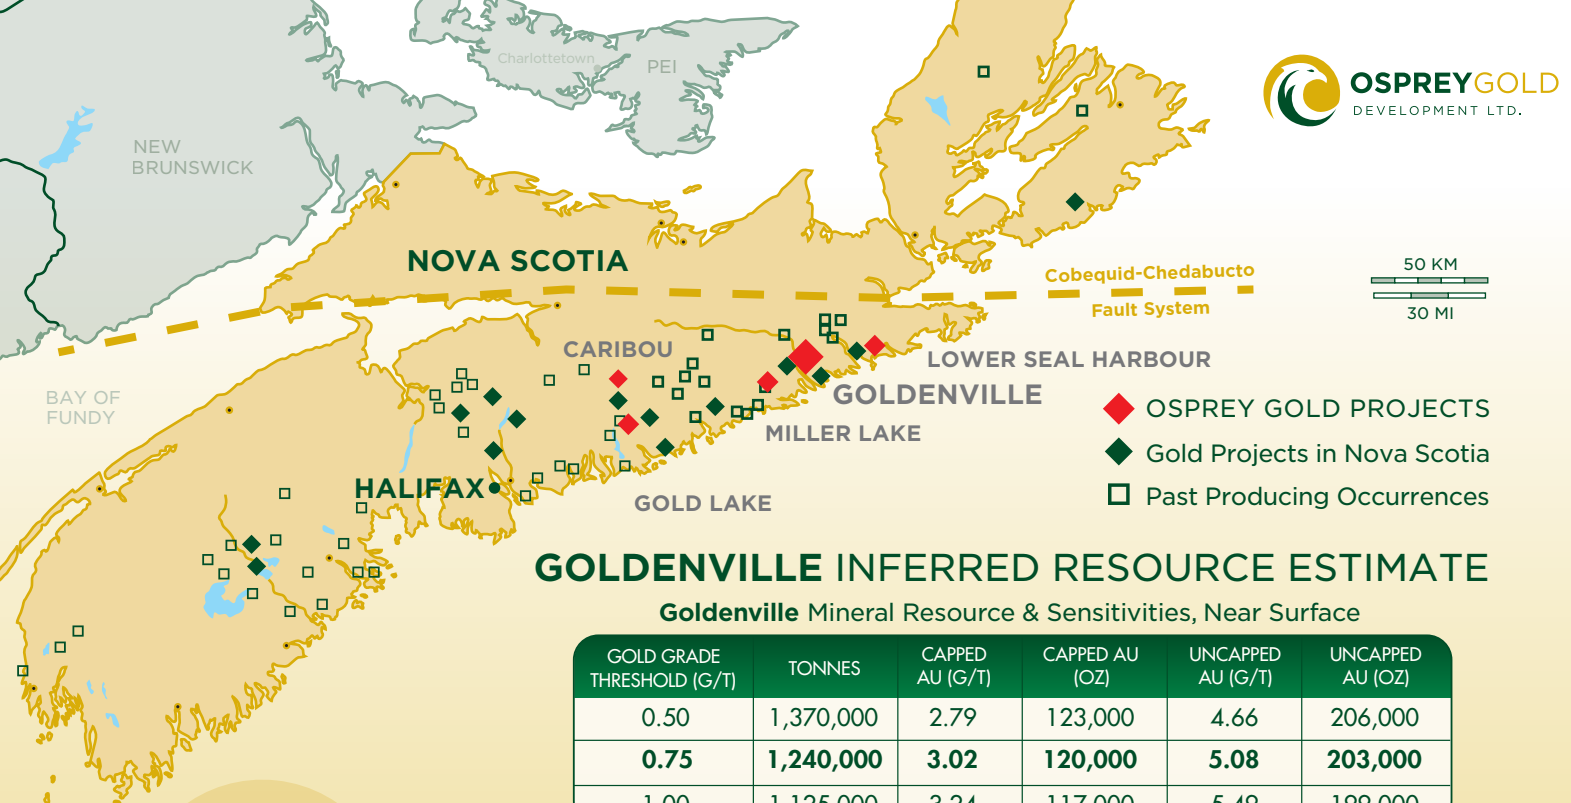 Charlottetown
PEI
OSPREYGOLD
DEVELOPMENT LTD.
NEW
BRUNSWICK
NOVA SCOTIA
Cobequid-Chedabucto
Fault System
50 KM
30 MI
CARIBOU
LOWER SEAL HARBOUR
GOLDENVILLE
BAY OF
FUNDY
MILLER LAKE
OSPREY GOLD PROJECTS
Gold Projects in Nova Scotia
Past Producing Occurrences
HALIFAX
GOLD LAKE
GOLDENVILLE INFERRED RESOURCE ESTIMATE
Goldenville Mineral Resource & Sensitivities, Near Surface
GOLD GRADE THRESHOLD (G/T) TONNES CAPPED AU (G/T) CAPPED AU (OZ) UNCAPPED AU (G/T) UNCAPPED AU (OZ)
0.50 1,370,000 2.79 123,000 4.66 206,000
0.75 1,240,000 3.02 120,000 5.08 203,000